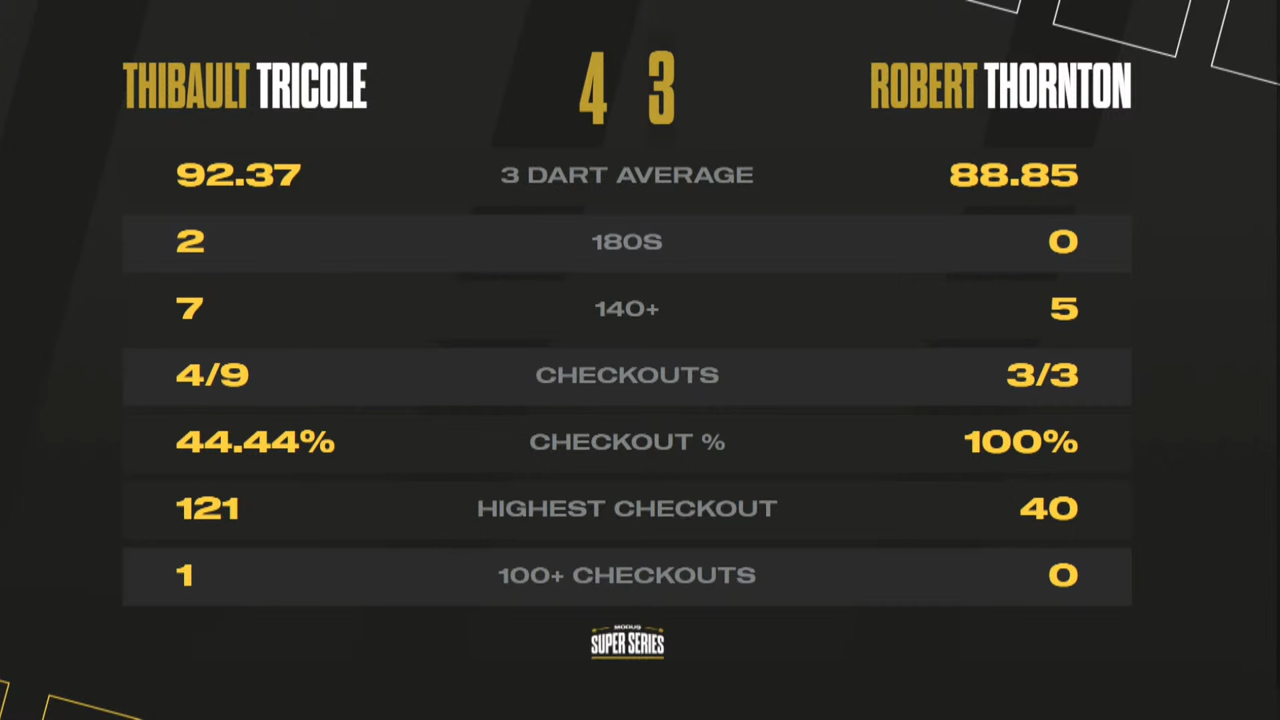 THIBAULT TRICOLE 4 3 ROBERT THORNTON
92.37 3 DART AVERAGE 88.85
2 180S 0
7 140+ 5
4/9 CHECKOUTS 3/3
44.44% CHECKOUT % 100%
121 HIGHEST CHECKOUT 40
1 100+ CHECKOUTS 0
MODUS
SUPER SERIES